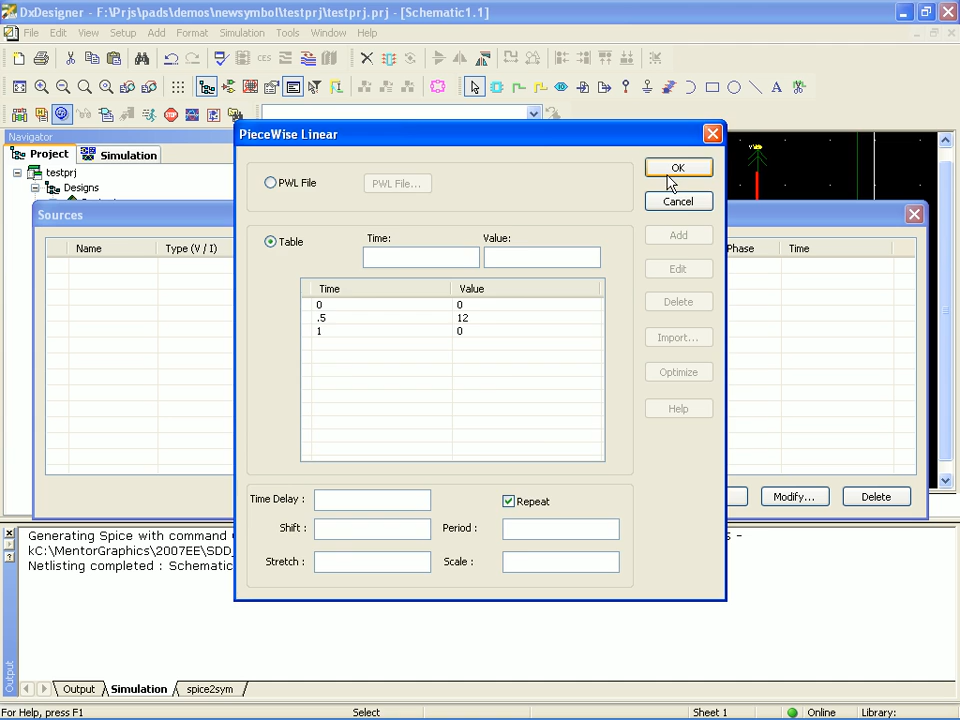 DxDesigner - F:\Prjs\pads\demos\newsymbol\testprj\testprj.prj - [Schematic1.1]
File Edit View Setup Add Format Simulation Tools Window Help
CES
Navigator
Project Simulation
testprj
Designs
Sources
Name Type (V / I) Phase Time
Modify... Delete
PieceWise Linear
PWL File PWL File...
OK
Cancel
Table Time: Value:
Add
Edit
Delete
Import...
Optimize
Help
Time Value
0 0
.5 12
1 0
Time Delay : Repeat
Shift : Period :
Stretch : Scale :
Generating Spice with command
kC:\MentorGraphics\2007EE\SDD_
Netlisting completed : Schematic
Output
Output Simulation spice2sym
For Help, press F1 Select Sheet 1 Online Library: